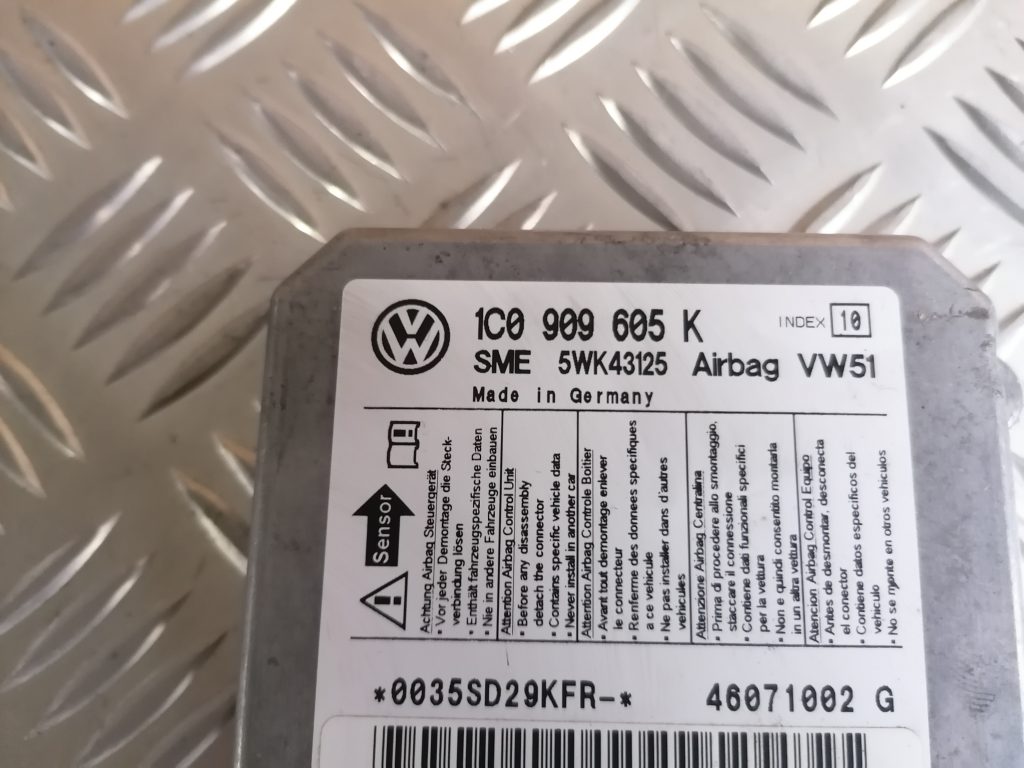 1C0 909 605 K
INDEX 10
SME 5WK43125 Airbag VW51
Made in Germany
Sensor
Achtung Airbag Steuergerät
• Vor jeder Demontage die Steck-
verbindung lösen
• Enthält fahrzeugspezifische Daten
• Nie in andere Fahrzeuge einbauen
Attention Airbag Control Unit
• Before any disassembly
detach the connector
• Contains specific vehicle data
• Never install in another car
Attention Airbag Controle Boitier
• Avant tout demontage enlever
le connecteur
• Renferme des donnees specifiques
a ce vehicule
• Ne pas installer dans d'autres
vehicules
Attenzione Airbag Centralina
• Prima di procedere allo smontaggio,
staccare il connessione
• Contiene dati funzionali specifici
per la vettura
• Non e quindi consentito montarla
in un altra vettura
Atencion Airbag Control Equipo
• Antes de desmontar, desconecta
el conector
• Contiene datos especificos del
vehiculo
• No se monte en otros vehiculos
*0035SD29KFR-*
46071002 G